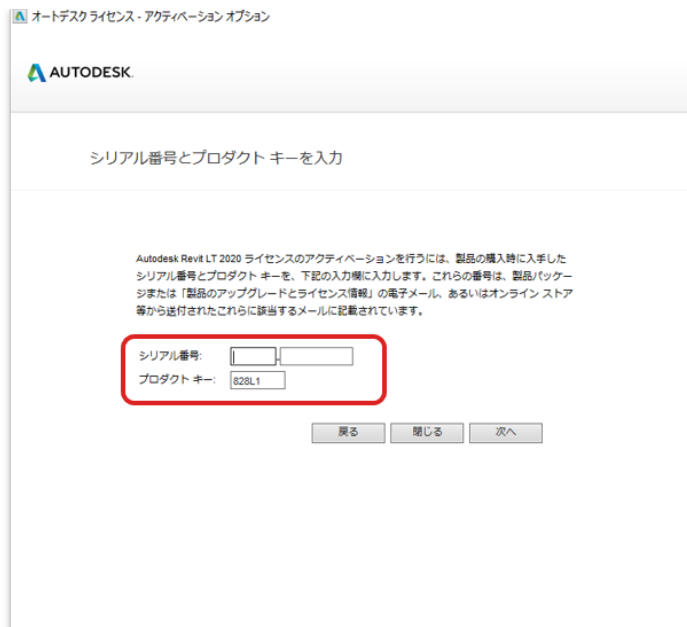 オートデスク ライセンス - アクティベーション オプション
AUTODESK.
シリアル番号とプロダクト キーを入力
Autodesk Revit LT 2020 ライセンスのアクティベーションを行うには、製品の購入時に入手した
シリアル番号とプロダクト キーを、下記の入力欄に入力します。これらの番号は、製品パッケー
ジまたは「製品のアップグレードとライセンス情報」の電子メール、あるいはオンライン ストア
等から送付されたこれらに該当するメールに記載されています。
シリアル番号: -
プロダクト キー: 828L1
戻る 閉じる 次へ